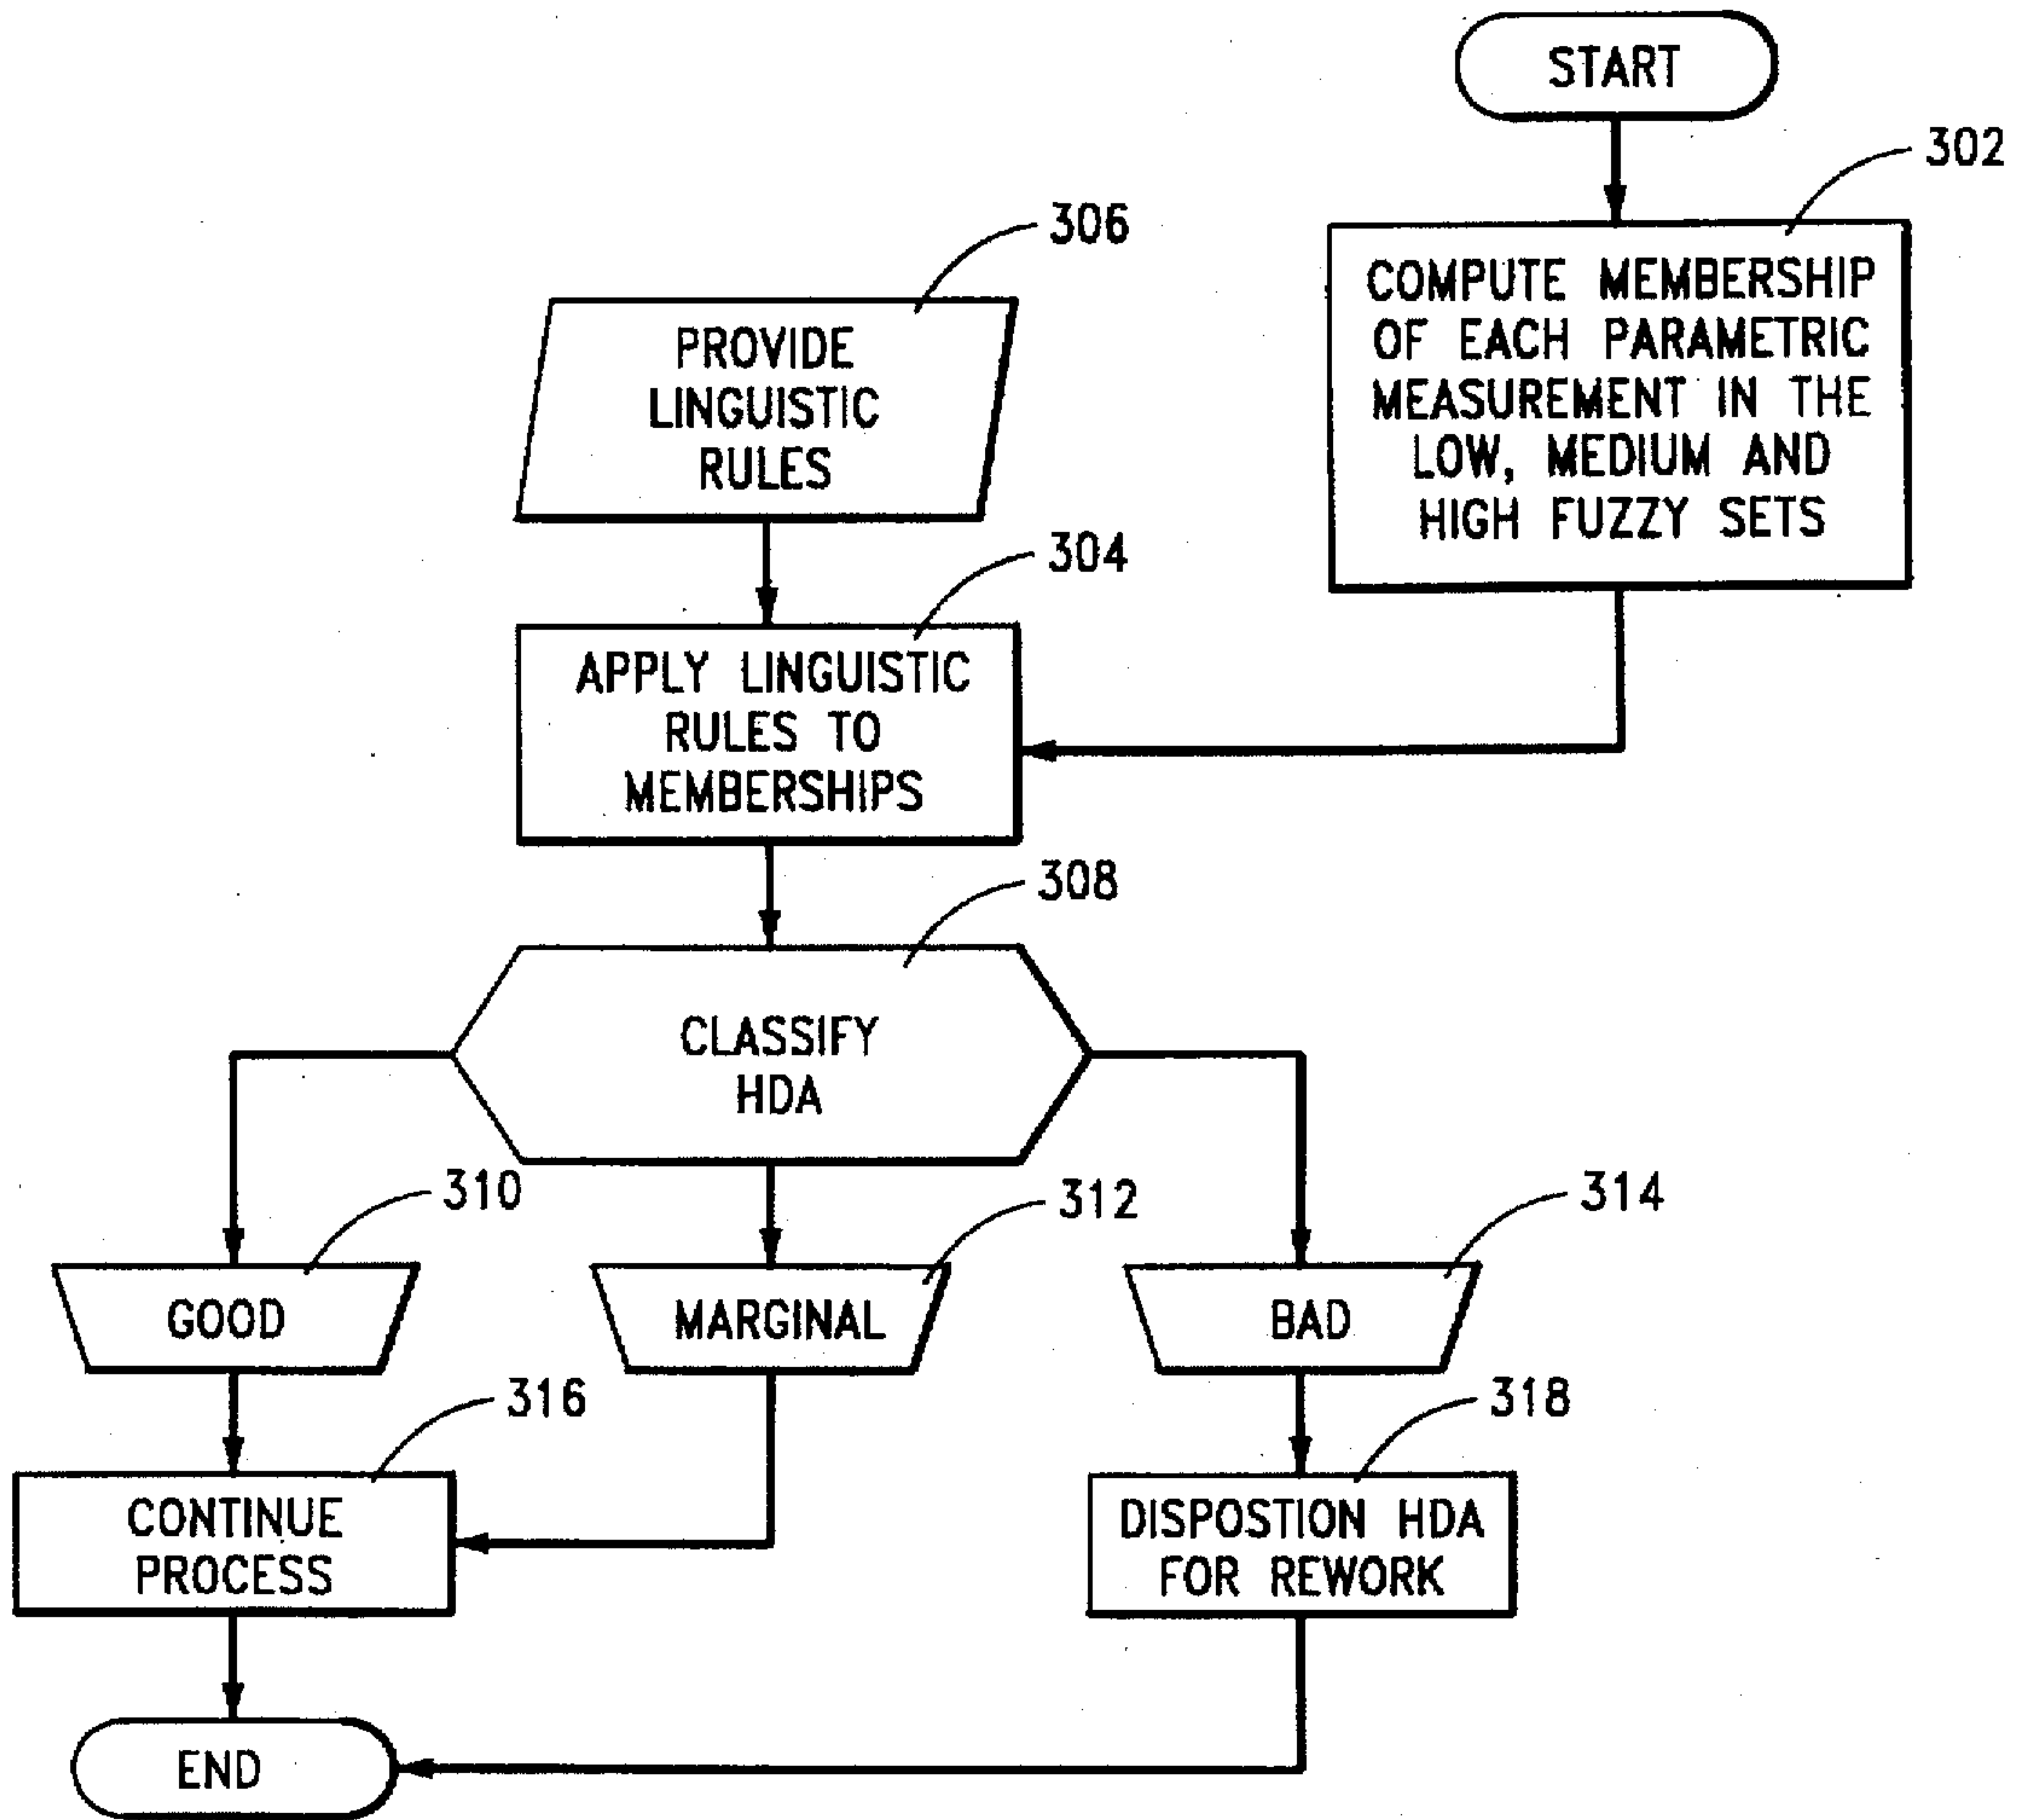 START
302
COMPUTE MEMBERSHIP
OF EACH PARAMETRIC
MEASUREMENT IN THE
LOW, MEDIUM AND
HIGH FUZZY SETS
306
PROVIDE
LINGUISTIC
RULES
304
APPLY LINGUISTIC
RULES TO
MEMBERSHIPS
308
CLASSIFY
HDA
310
GOOD
312
MARGINAL
314
BAD
316
CONTINUE
PROCESS
318
DISPOSTION HDA
FOR REWORK
END